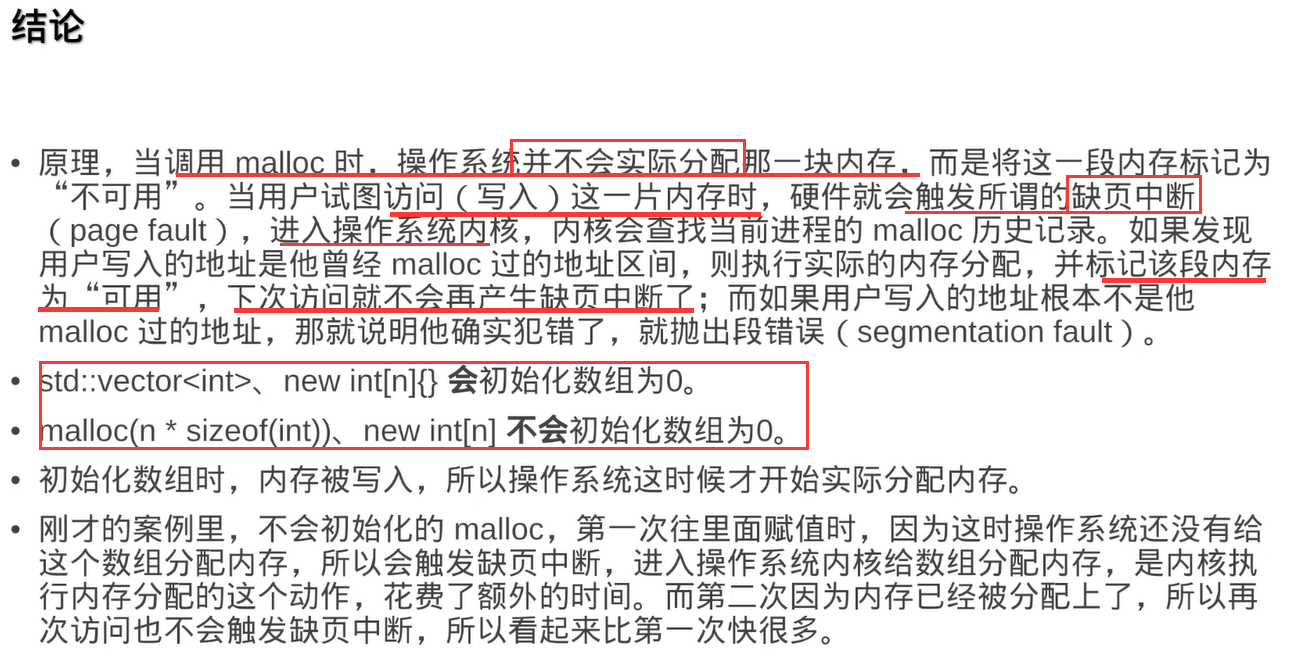 结论
• 原理，当调用 malloc 时，操作系统并不会实际分配那一块内存，而是将这一段内存标记为
“不可用”。当用户试图访问（写入）这一片内存时，硬件就会触发所谓的缺页中断
（page fault），进入操作系统内核，内核会查找当前进程的 malloc 历史记录。如果发现
用户写入的地址是他曾经 malloc 过的地址区间，则执行实际的内存分配，并标记该段内存
为“可用”，下次访问就不会再产生缺页中断了；而如果用户写入的地址根本不是他
malloc 过的地址，那就说明他确实犯错了，就抛出段错误（segmentation fault）。
• std::vector<int>、new int[n]{} 会初始化数组为0。
• malloc(n * sizeof(int))、new int[n] 不会初始化数组为0。
• 初始化数组时，内存被写入，所以操作系统这时候才开始实际分配内存。
• 刚才的案例里，不会初始化的 malloc，第一次往里面赋值时，因为这时操作系统还没有给
这个数组分配内存，所以会触发缺页中断，进入操作系统内核给数组分配内存，是内核执
行内存分配的这个动作，花费了额外的时间。而第二次因为内存已经被分配上了，所以再
次访问也不会触发缺页中断，所以看起来比第一次快很多。